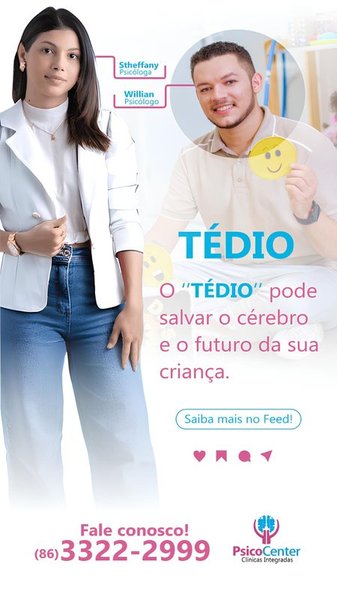 Stheffany
Psicóloga
Willian
Psicólogo
TÉDIO
O ''TÉDIO'' pode
salvar o cérebro
e o futuro da sua
criança.
Saiba mais no Feed!
Fale conosco!
(86) 3322-2999
PsicoCenter
Clínicas Integradas